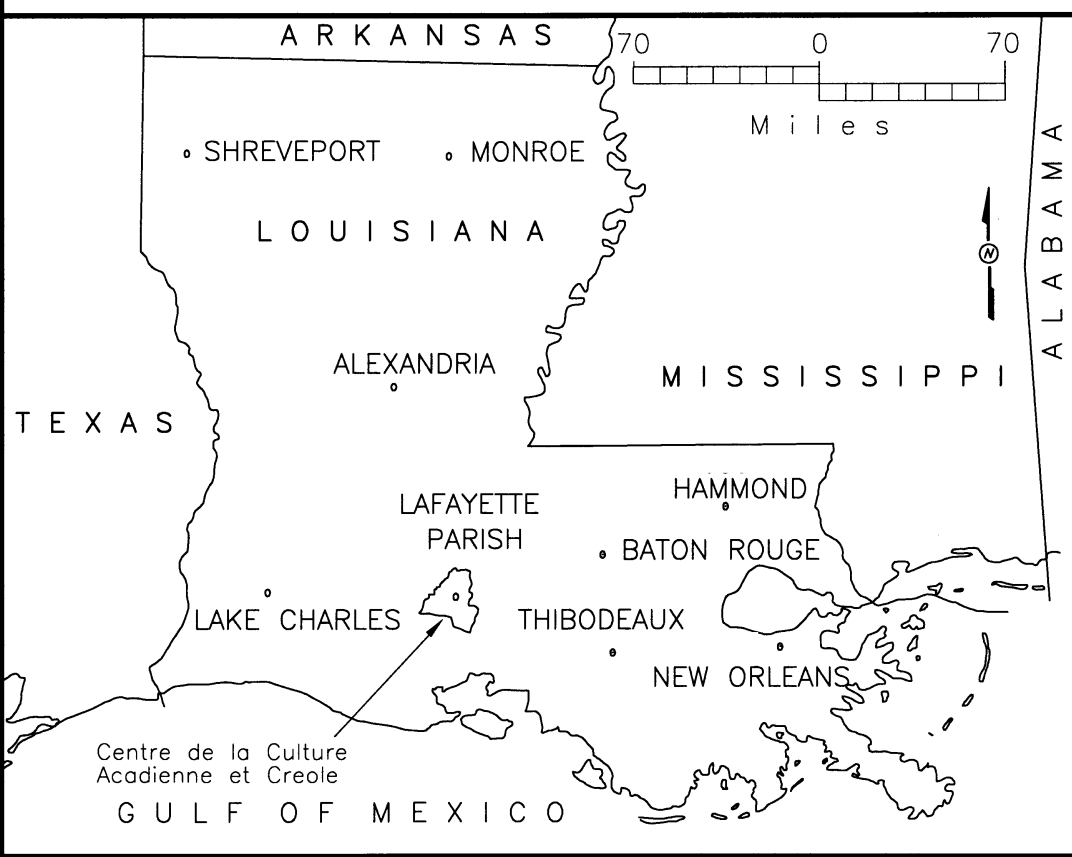 ARKANSAS
70 0 70
Miles
SHREVEPORT
MONROE
ALABAMA
LOUISIANA
N
ALEXANDRIA
MISSISSIPPI
TEXAS
HAMMOND
LAFAYETTE
PARISH
BATON ROUGE
LAKE CHARLES
THIBODEAUX
NEW ORLEANS
Centre de la Culture
Acadienne et Creole
GULF OF MEXICO